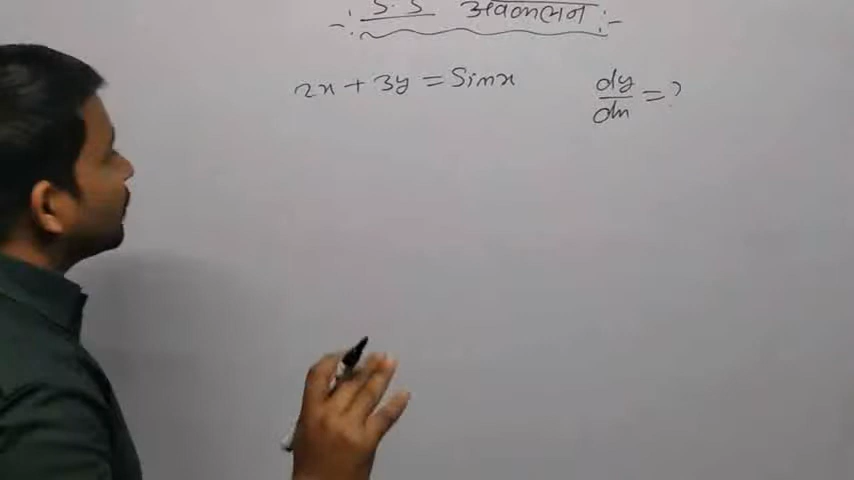 -: 5.5 अवकलन :-
2x + 3y = Sinx dy/dx = ?